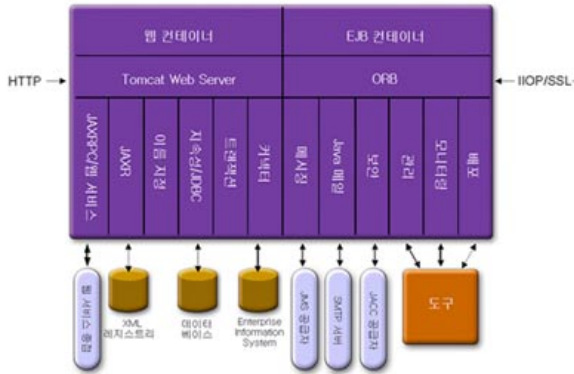 웹 컨테이너
EJB 컨테이너
HTTP
Tomcat Web Server
ORB
IIOP/SSL
JAXRPC/웹 서비스
JAXR
이름 지정
지속성/JDBC
트랜잭션
커넥터
메시징
Java 메일
보안
관리
모니터링
배포
웹 서비스 종점
XML
레지스트리
데이터
베이스
Enterprise
Information
System
JMS 공급자
SMTP 서버
JACC 공급자
도구